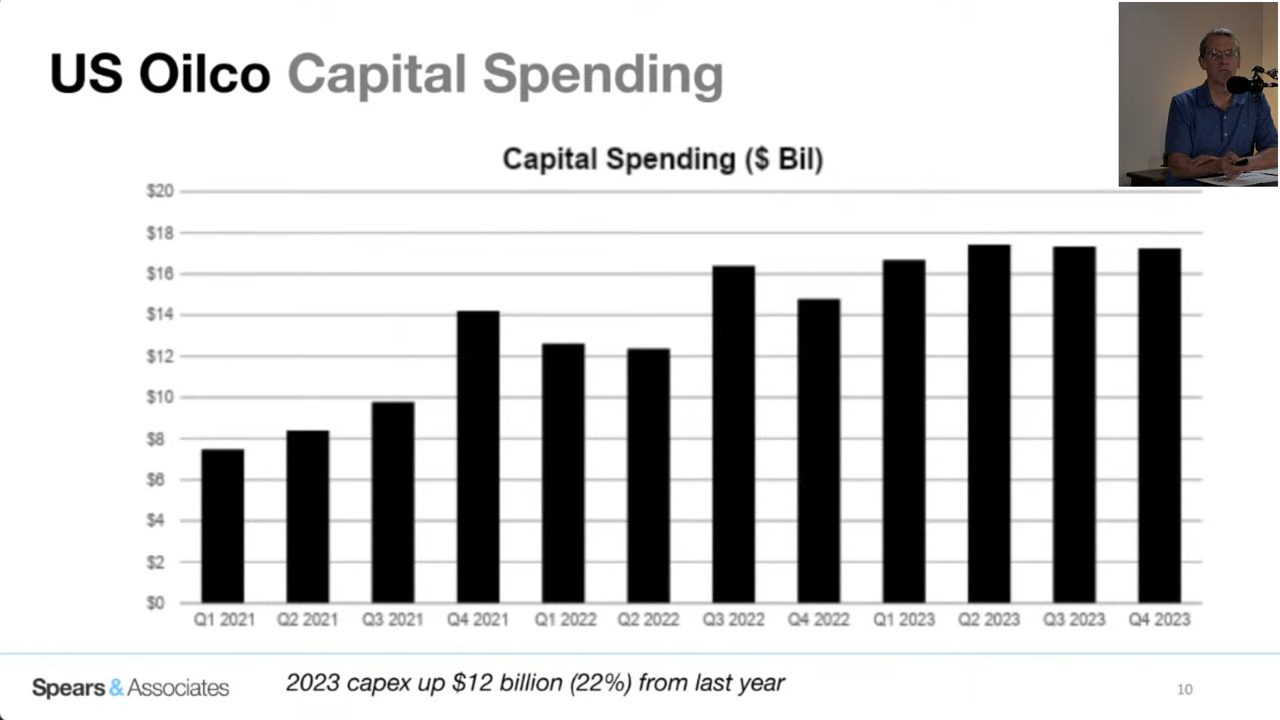 US Oilco Capital Spending
Capital Spending ($ Bil)
$20
$18
$16
$14
$12
$10
$8
$6
$4
$2
$0
Q1 2021 Q2 2021 Q3 2021 Q4 2021 Q1 2022 Q2 2022 Q3 2022 Q4 2022 Q1 2023 Q2 2023 Q3 2023 Q4 2023
Spears & Associates 2023 capex up $12 billion (22%) from last year 10